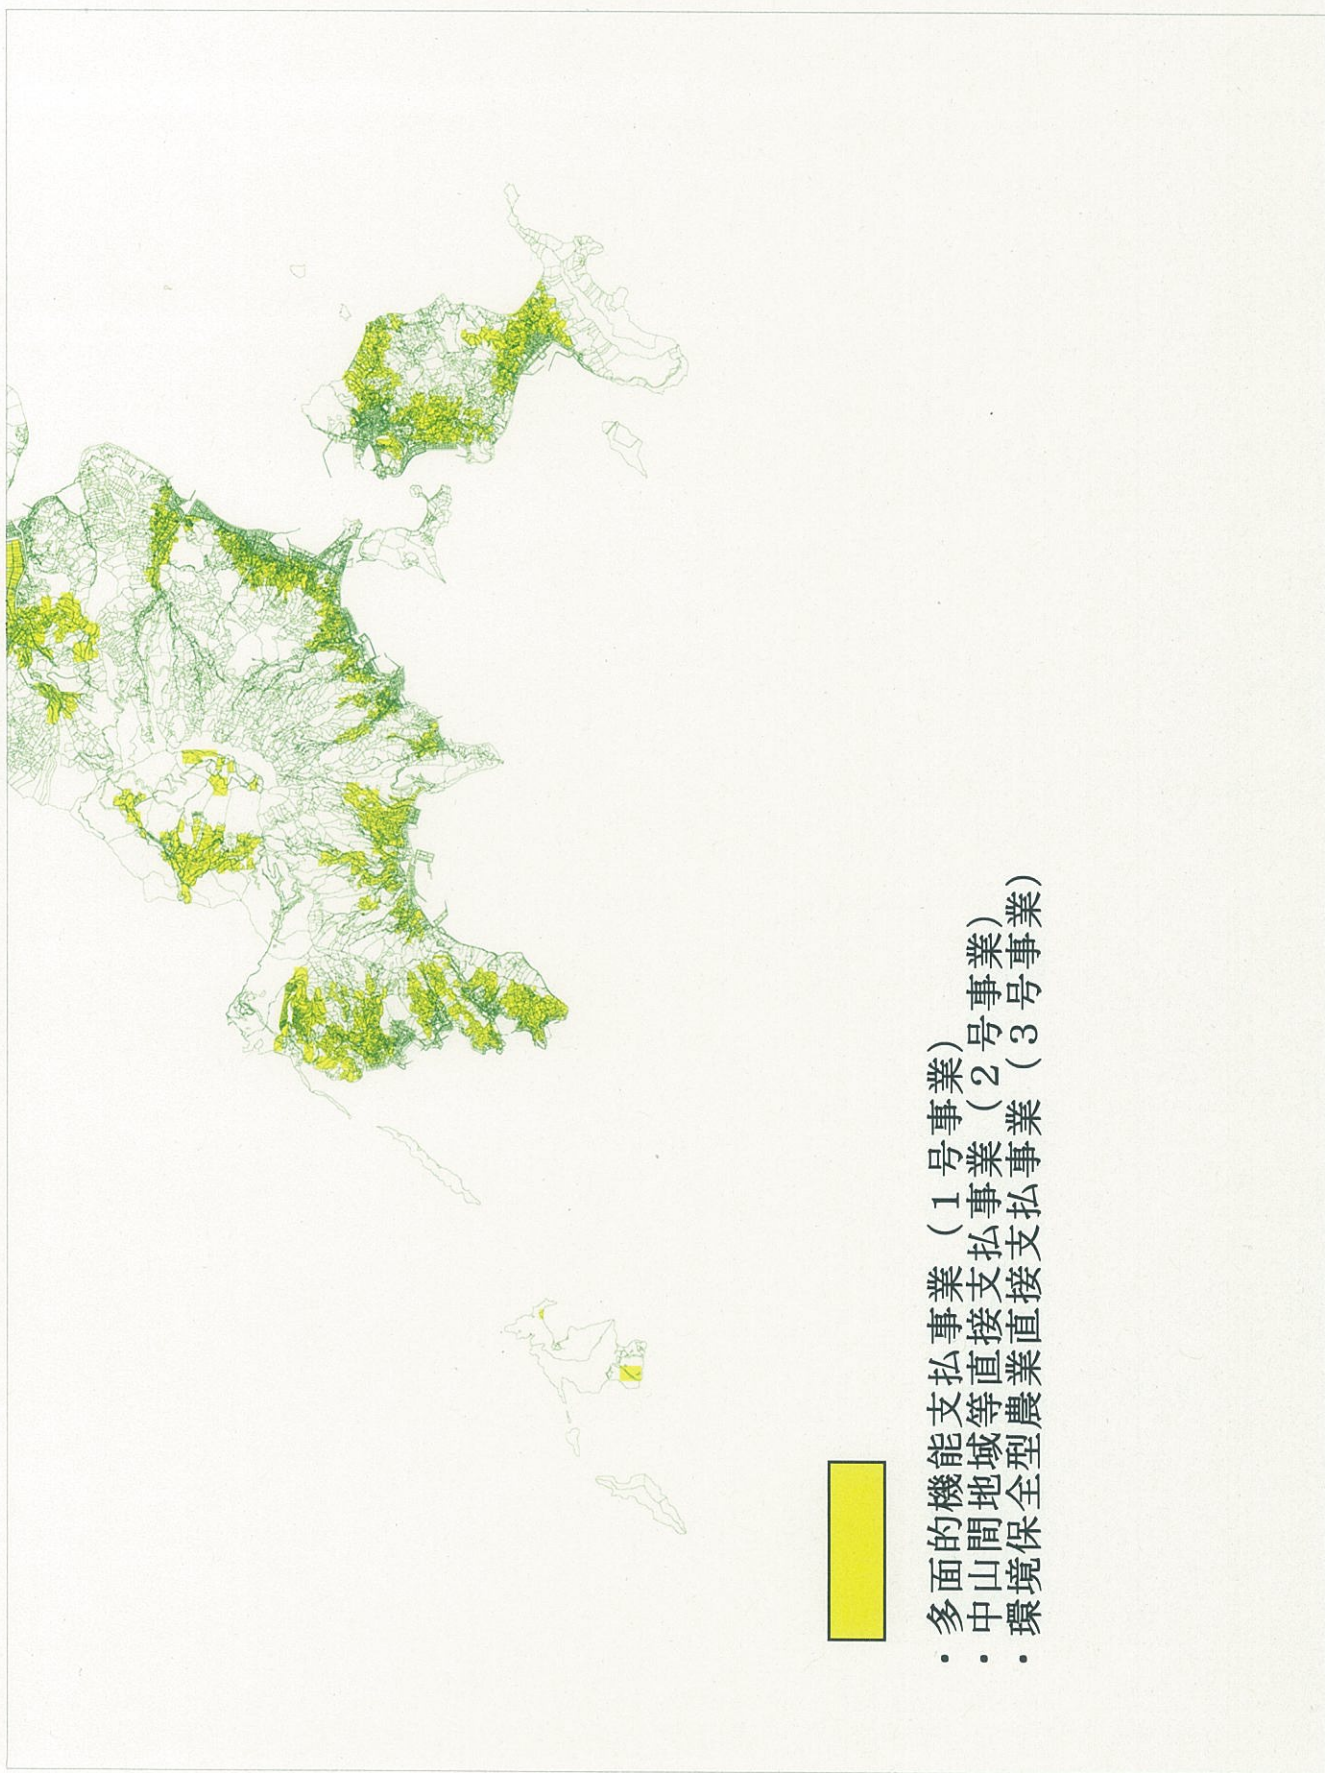 ・多面的機能支払事業（1号事業）
・中山間地域等直接支払事業（2号事業）
・環境保全型農業直接支払事業（3号事業）